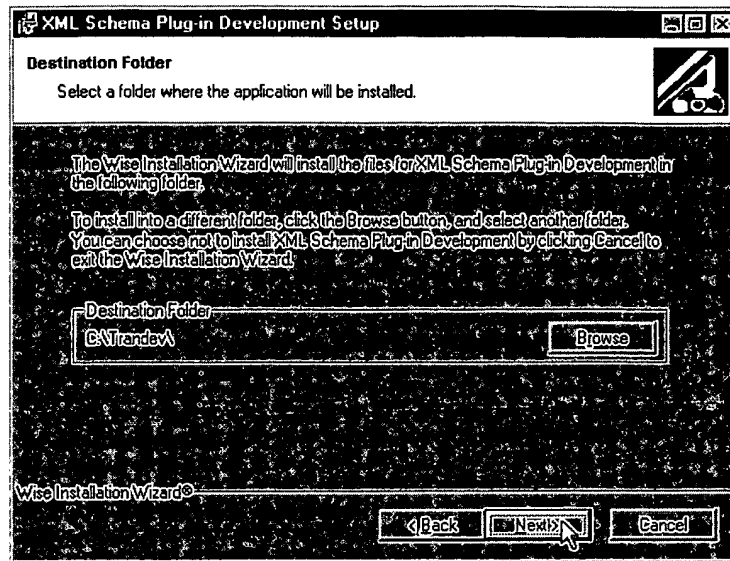 XML Schema Plug-in Development Setup
Destination Folder
Select a folder where the application will be installed.
The Wise Installation Wizard will install the files for XML Schema Plug-in Development in
the following folder.
To install into a different folder, click the Browse button, and select another folder.
You can choose not to install XML Schema Plug-in Development by clicking Cancel to
exit the Wise Installation Wizard.
Destination Folder
C:\Trandev\
Browse
Wise Installation Wizard®
< Back
Next >
Cancel